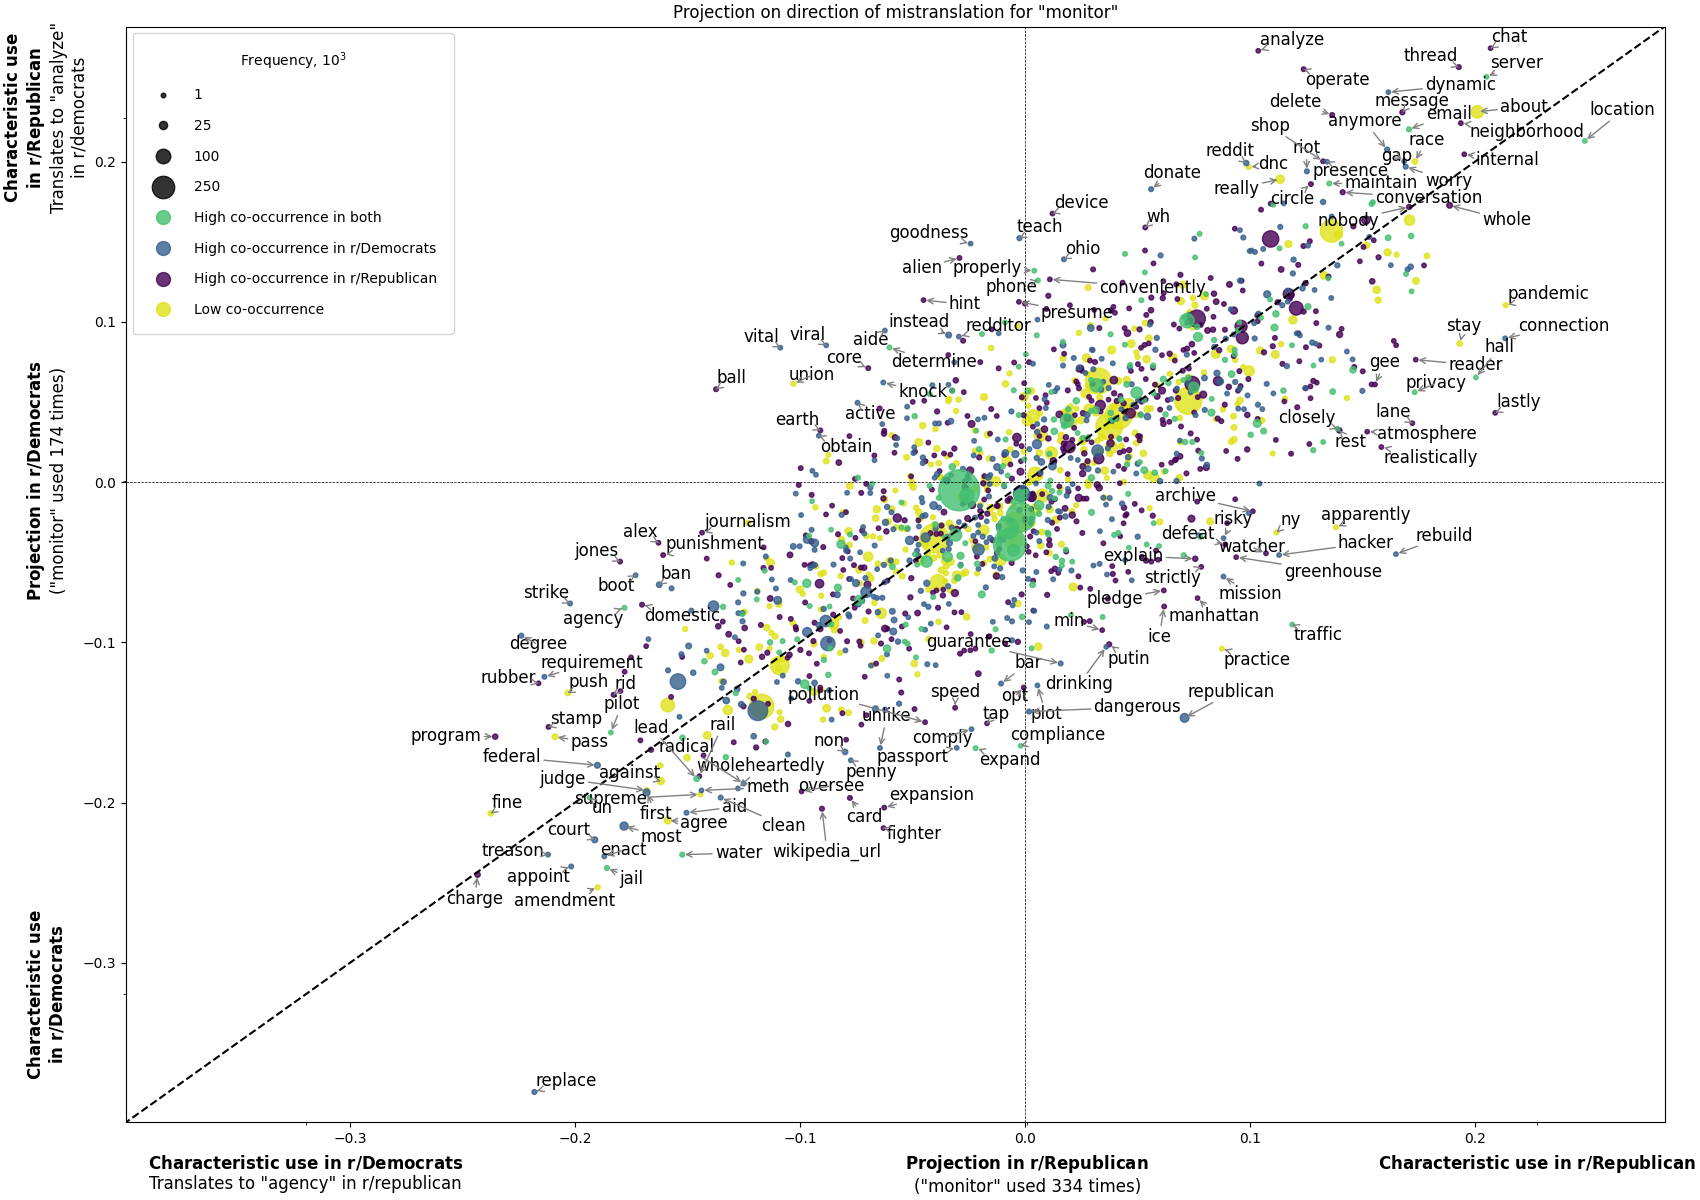 Projection on direction of mistranslation for "monitor"
Frequency, 10³
1
25
100
250
High co-occurrence in both
High co-occurrence in r/Democrats
High co-occurrence in r/Republican
Low co-occurrence
Characteristic use
in r/Republican
Translates to "analyze"
in r/democrats
Projection in r/Democrats
("monitor" used 174 times)
Characteristic use
in r/Democrats
0.2
0.1
0.0
−0.1
−0.2
−0.3
analyze
chat
thread
server
operate
dynamic
delete
message
about
location
anymore
email
shop
neighborhood
race
riot
reddit
dnc
gap
internal
presence
donate
worry
really
maintain
circle
conversation
device
wh
nobody
whole
teach
goodness
ohio
alien
properly
phone
conveniently
pandemic
hint
presume
instead
redditor
stay
connection
vital
viral
aide
hall
core
determine
gee
reader
ball
union
knock
privacy
lastly
active
earth
closely
lane
rest
atmosphere
obtain
realistically
archive
journalism
risky
ny
apparently
alex
defeat
rebuild
punishment
watcher
hacker
jones
explain
greenhouse
boot
ban
strictly
strike
mission
pledge
agency
domestic
manhattan
min
ice
traffic
degree
guarantee
requirement
bar
putin
practice
rubber
push
rid
drinking
pollution
speed
opt
republican
pilot
plot
dangerous
stamp
unlike
tap
lead
rail
program
pass
comply
compliance
radical
non
federal
passport
expand
against
wholeheartedly
penny
judge
meth
oversee
supreme
expansion
fine
un
first
aid
card
agree
clean
court
most
fighter
treason
enact
water
wikipedia_url
appoint
jail
charge
amendment
replace
−0.3
−0.2
−0.1
0.0
0.1
0.2
Characteristic use in r/Democrats
Translates to "agency" in r/republican
Projection in r/Republican
("monitor" used 334 times)
Characteristic use in r/Republican